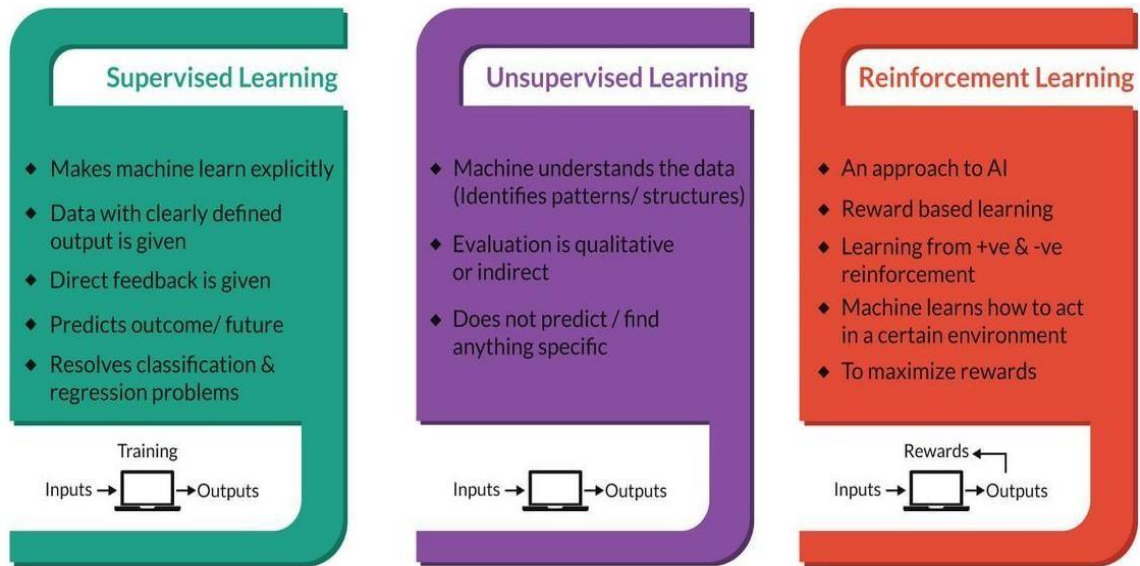 Supervised Learning
◆ Makes machine learn explicitly
◆ Data with clearly defined
output is given
◆ Direct feedback is given
◆ Predicts outcome/ future
◆ Resolves classification &
regression problems
Training
Inputs → → Outputs
Unsupervised Learning
◆ Machine understands the data
(Identifies patterns/ structures)
◆ Evaluation is qualitative
or indirect
◆ Does not predict / find
anything specific
Inputs → → Outputs
Reinforcement Learning
◆ An approach to AI
◆ Reward based learning
◆ Learning from +ve & -ve
reinforcement
◆ Machine learns how to act
in a certain environment
◆ To maximize rewards
Rewards
Inputs → → Outputs